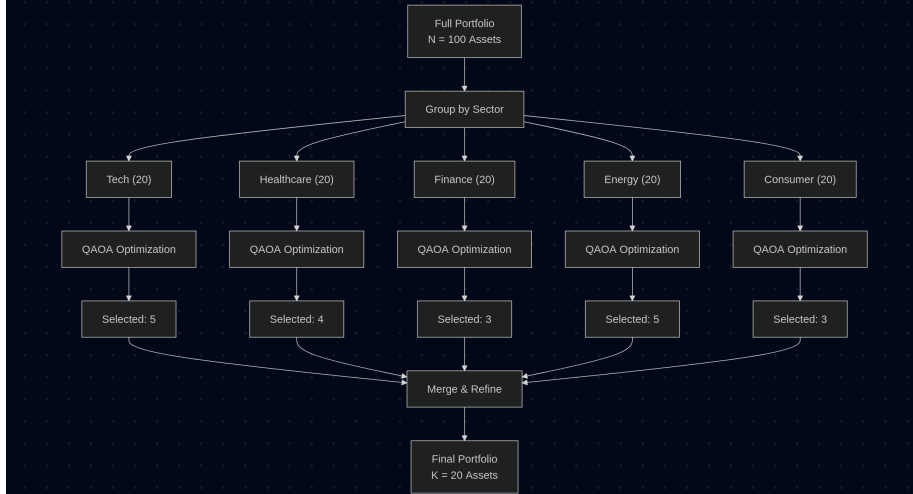 Full Portfolio
N = 100 Assets
Group by Sector
Tech (20)
Healthcare (20)
Finance (20)
Energy (20)
Consumer (20)
QAOA Optimization
QAOA Optimization
QAOA Optimization
QAOA Optimization
QAOA Optimization
Selected: 5
Selected: 4
Selected: 3
Selected: 5
Selected: 3
Merge & Refine
Final Portfolio
K = 20 Assets